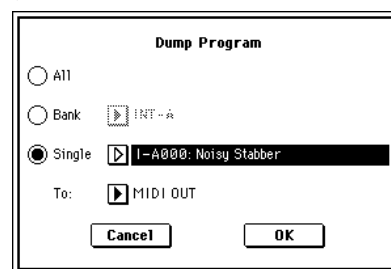 Dump Program
All
Bank INT-A
Single I-A000: Noisy Stabber
To: MIDI OUT
Cancel OK